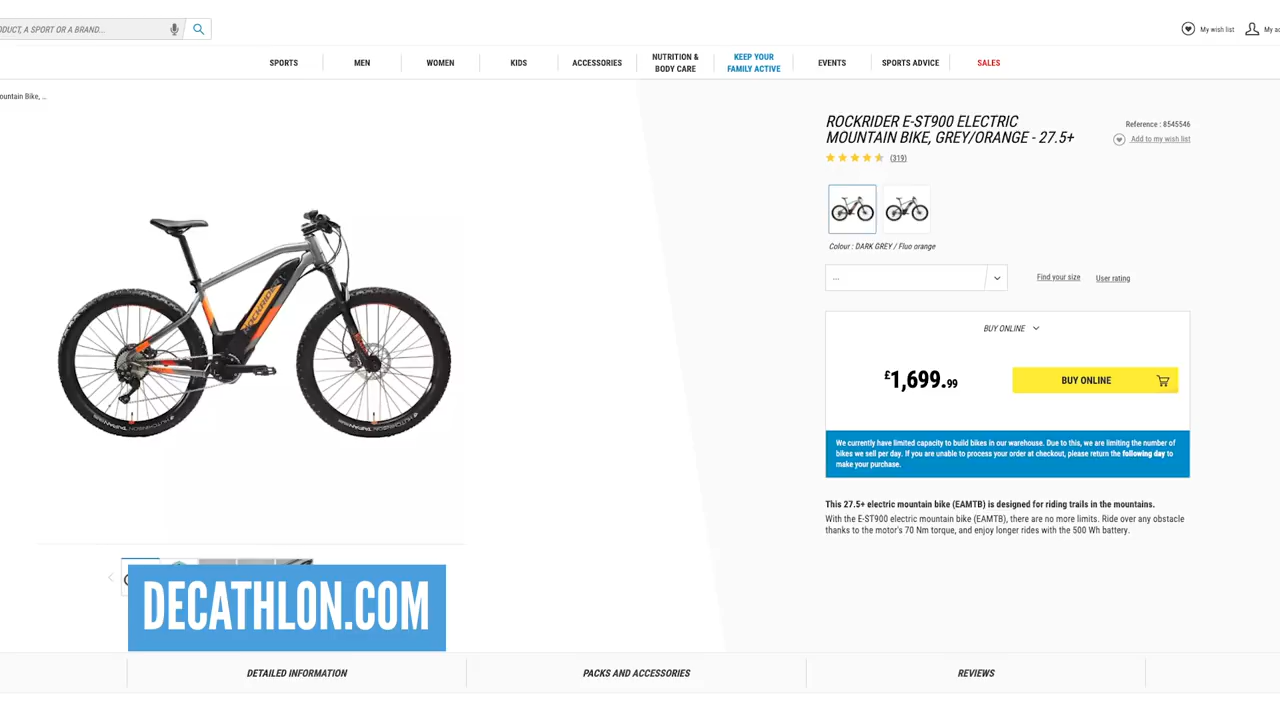 ODUCT, A SPORT OR A BRAND...
My wish list
My ac
SPORTS
MEN
WOMEN
KIDS
ACCESSORIES
NUTRITION &
BODY CARE
KEEP YOUR
FAMILY ACTIVE
EVENTS
SPORTS ADVICE
SALES
ountain Bike, ...
ROCKRIDER E-ST900 ELECTRIC
MOUNTAIN BIKE, GREY/ORANGE - 27.5+
Reference : 8545546
Add to my wish list
(319)
Colour : DARK GREY / Fluo orange
...
Find your size
User rating
BUY ONLINE
£1,699.99
BUY ONLINE
We currently have limited capacity to build bikes in our warehouse. Due to this, we are limiting the number of
bikes we sell per day. If you are unable to process your order at checkout, please return the following day to
make your purchase.
This 27.5+ electric mountain bike (EAMTB) is designed for riding trails in the mountains.
With the E-ST900 electric mountain bike (EAMTB), there are no more limits. Ride over any obstacle
thanks to the motor's 70 Nm torque, and enjoy longer rides with the 500 Wh battery.
ROCKRIDER
HUTCHINSON TAIPAN
HUTCHINSON TAIPAN
DECATHLON.COM
DETAILED INFORMATION
PACKS AND ACCESSORIES
REVIEWS